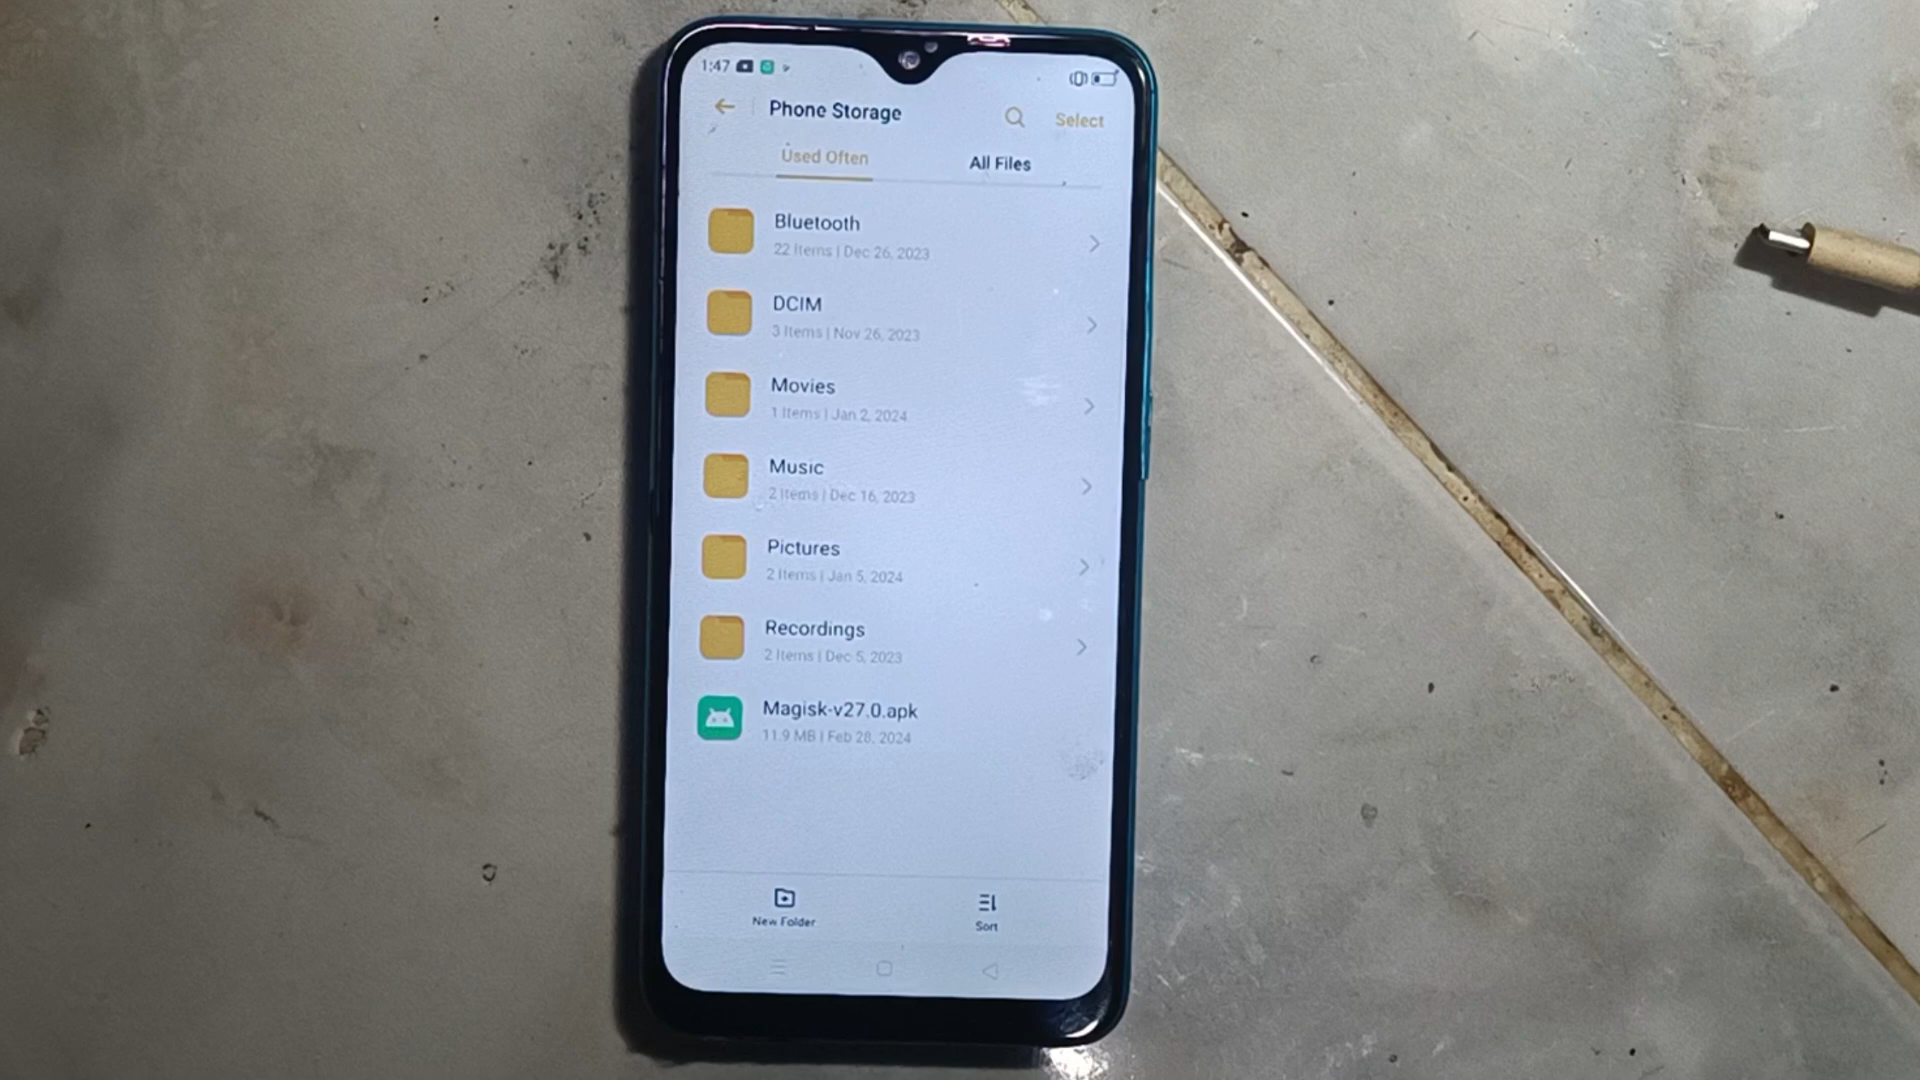 1:47
Phone Storage
Select
Used Often
All Files
Bluetooth
22 Items | Dec 26, 2023
DCIM
3 Items | Nov 26, 2023
Movies
1 Items | Jan 2, 2024
Music
2 Items | Dec 16, 2023
Pictures
2 Items | Jan 5, 2024
Recordings
2 Items | Dec 5, 2023
Magisk-v27.0.apk
11.9 MB | Feb 28, 2024
New Folder
Sort